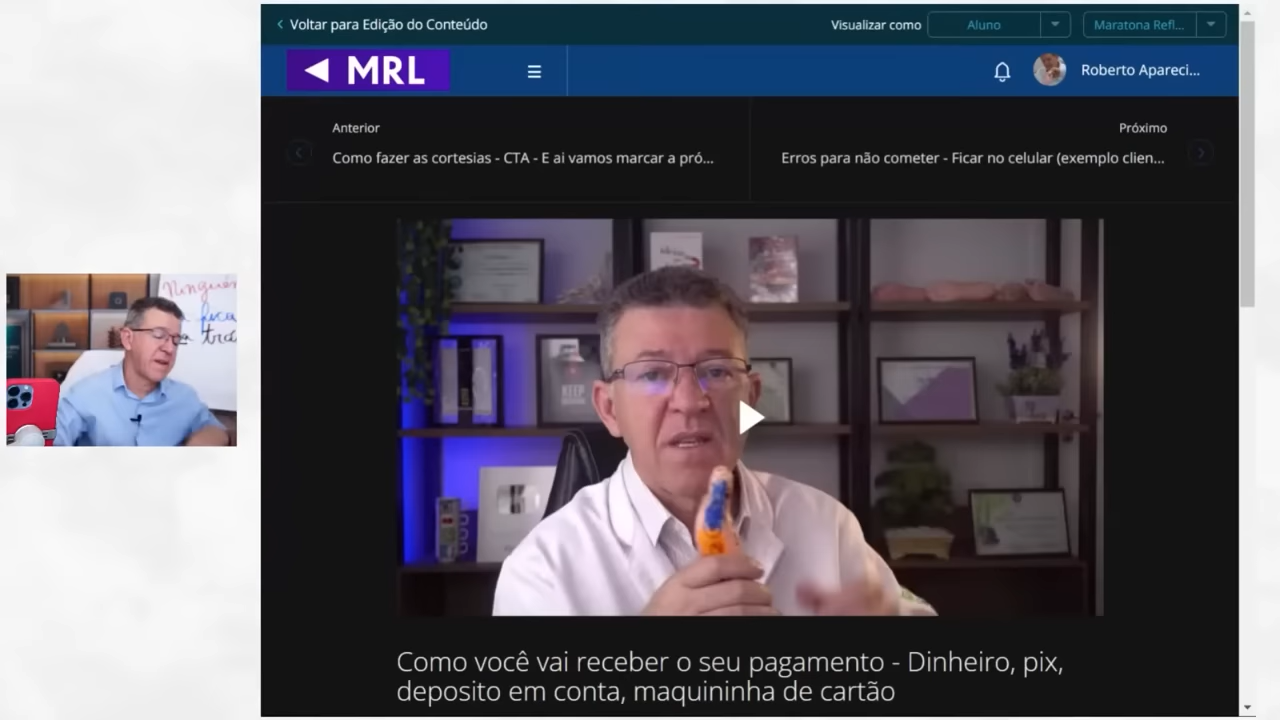 Voltar para Edição do Conteúdo
Visualizar como
Aluno
Maratona Refl...
MRL
Roberto Apareci...
Anterior
Próximo
Como fazer as cortesias - CTA - E ai vamos marcar a pró...
Erros para não cometer - Ficar no celular (exemplo clien...
KEEP
Como você vai receber o seu pagamento - Dinheiro, pix,
deposito em conta, maquininha de cartão